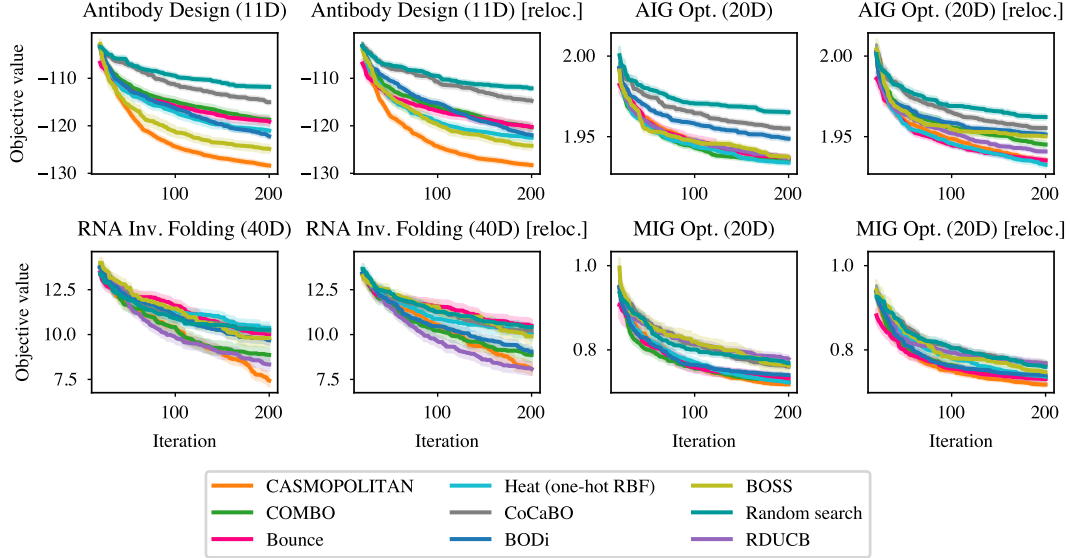 Antibody Design (11D)
Antibody Design (11D) [reloc.]
AIG Opt. (20D)
AIG Opt. (20D) [reloc.]
Objective value
−110
−120
−130
100
200
−110
−120
−130
100
200
2.00
1.95
100
200
2.00
1.95
100
200
RNA Inv. Folding (40D)
RNA Inv. Folding (40D) [reloc.]
MIG Opt. (20D)
MIG Opt. (20D) [reloc.]
Objective value
12.5
10.0
7.5
100
200
12.5
10.0
7.5
100
200
1.0
0.8
100
200
1.0
0.8
100
200
Iteration
Iteration
Iteration
Iteration
CASMOPOLITAN
Heat (one-hot RBF)
BOSS
COMBO
CoCaBO
Random search
Bounce
BODi
RDUCB